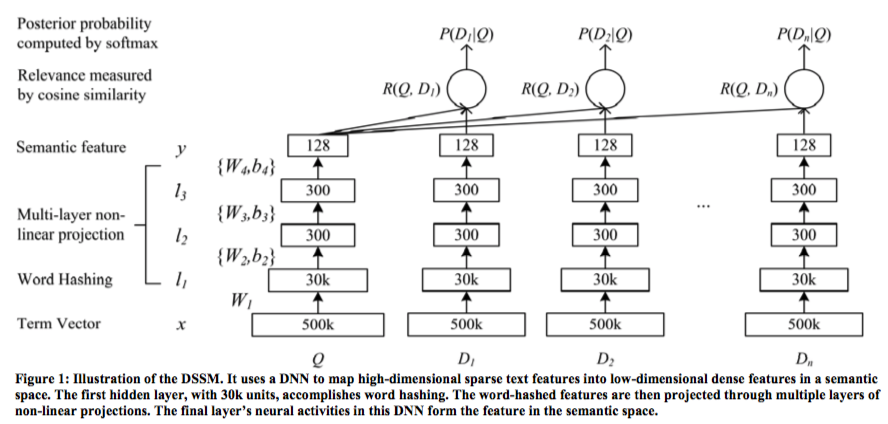 Posterior probability
computed by softmax
P(D1|Q) P(D2|Q) P(Dn|Q)
Relevance measured
by cosine similarity
R(Q, D1) R(Q, D2) R(Q, Dn)
Semantic feature y 128 128 128 128
{W4,b4}
l3 300 300 300 300
Multi-layer non-
linear projection
{W3,b3}
...
l2 300 300 300 300
{W2,b2}
Word Hashing l1 30k 30k 30k 30k
W1
Term Vector x 500k 500k 500k 500k
Q D1 D2 Dn
Figure 1: Illustration of the DSSM. It uses a DNN to map high-dimensional sparse text features into low-dimensional dense features in a semantic
space. The first hidden layer, with 30k units, accomplishes word hashing. The word-hashed features are then projected through multiple layers of
non-linear projections. The final layer's neural activities in this DNN form the feature in the semantic space.